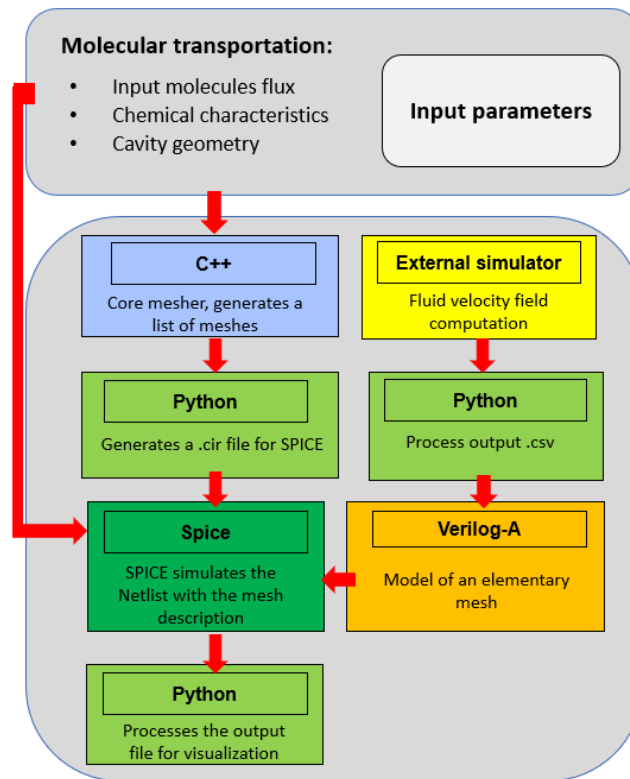 Molecular transportation:
• Input molecules flux
• Chemical characteristics
• Cavity geometry
Input parameters
C++
Core mesher, generates a
list of meshes
External simulator
Fluid velocity field
computation
Python
Generates a .cir file for SPICE
Python
Process output .csv
Spice
SPICE simulates the
Netlist with the mesh
description
Verilog-A
Model of an elementary
mesh
Python
Processes the output
file for visualization